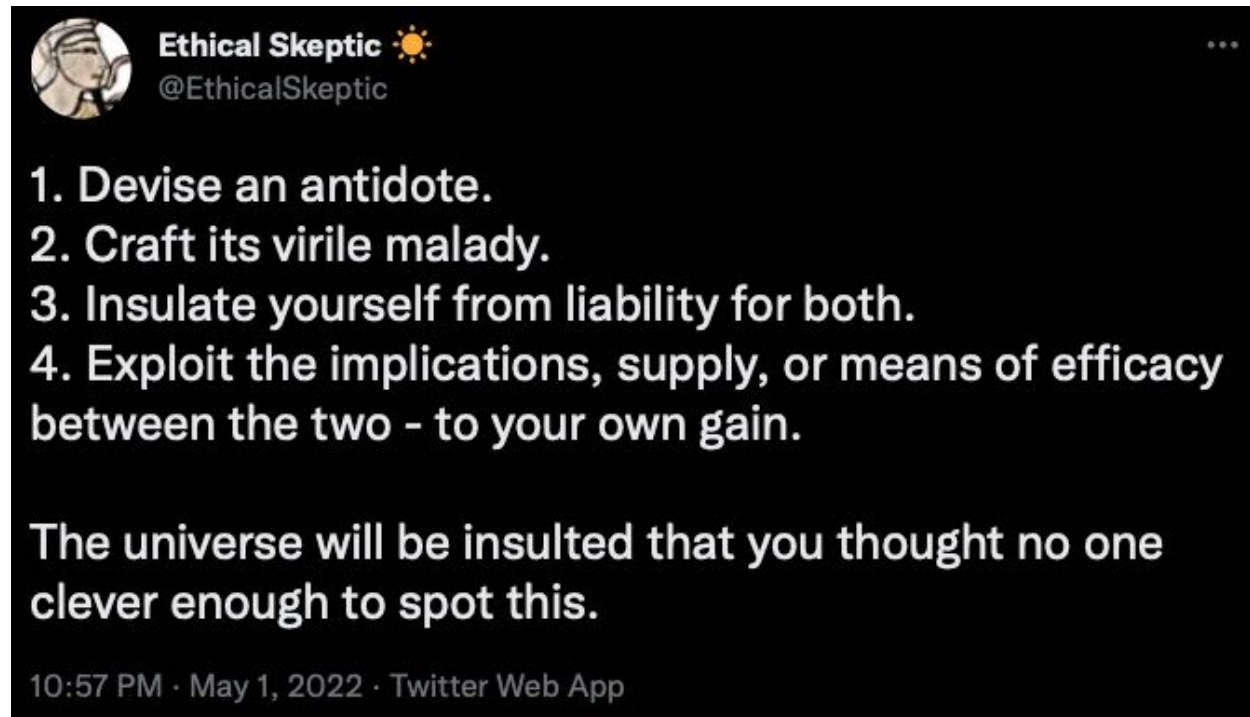 Ethical Skeptic
@EthicalSkeptic
1. Devise an antidote.
2. Craft its virile malady.
3. Insulate yourself from liability for both.
4. Exploit the implications, supply, or means of efficacy
between the two - to your own gain.
The universe will be insulted that you thought no one
clever enough to spot this.
10:57 PM · May 1, 2022 · Twitter Web App